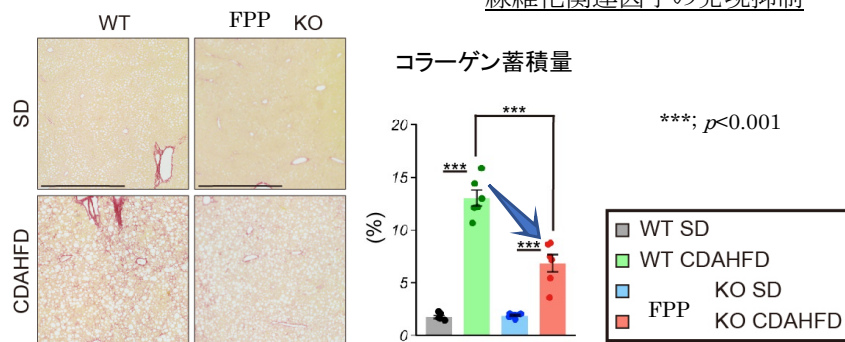 線維化関連因子の発現抑制
WT FPP KO
SD
CDAHFD
コラーゲン蓄積量
(%)
20
15
10
5
0
***
***
***
***; p<0.001
WT SD
WT CDAHFD
KO SD
FPP
KO CDAHFD